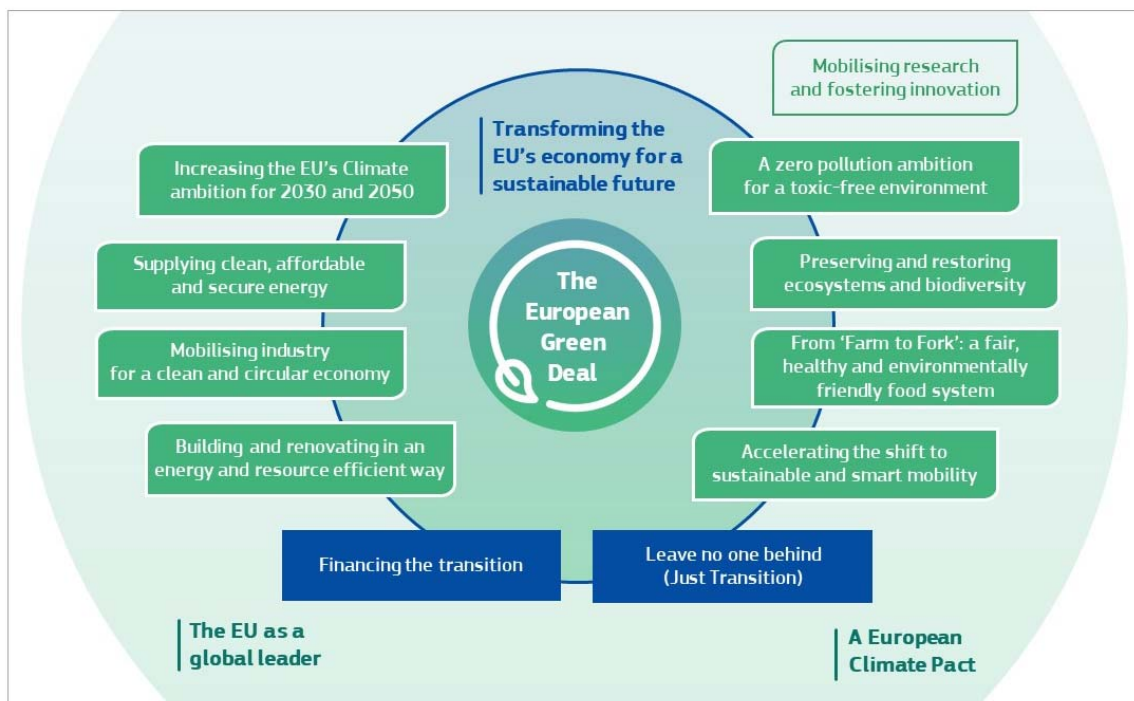 Mobilising research
and fostering innovation
Transforming the
EU's economy for a
sustainable future
Increasing the EU's Climate
ambition for 2030 and 2050
A zero pollution ambition
for a toxic-free environment
Supplying clean, affordable
and secure energy
Preserving and restoring
ecosystems and biodiversity
The
European
Green
Deal
Mobilising industry
for a clean and circular economy
From ‘Farm to Fork’: a fair,
healthy and environmentally
friendly food system
Building and renovating in an
energy and resource efficient way
Accelerating the shift to
sustainable and smart mobility
Financing the transition
Leave no one behind
(Just Transition)
The EU as a
global leader
A European
Climate Pact